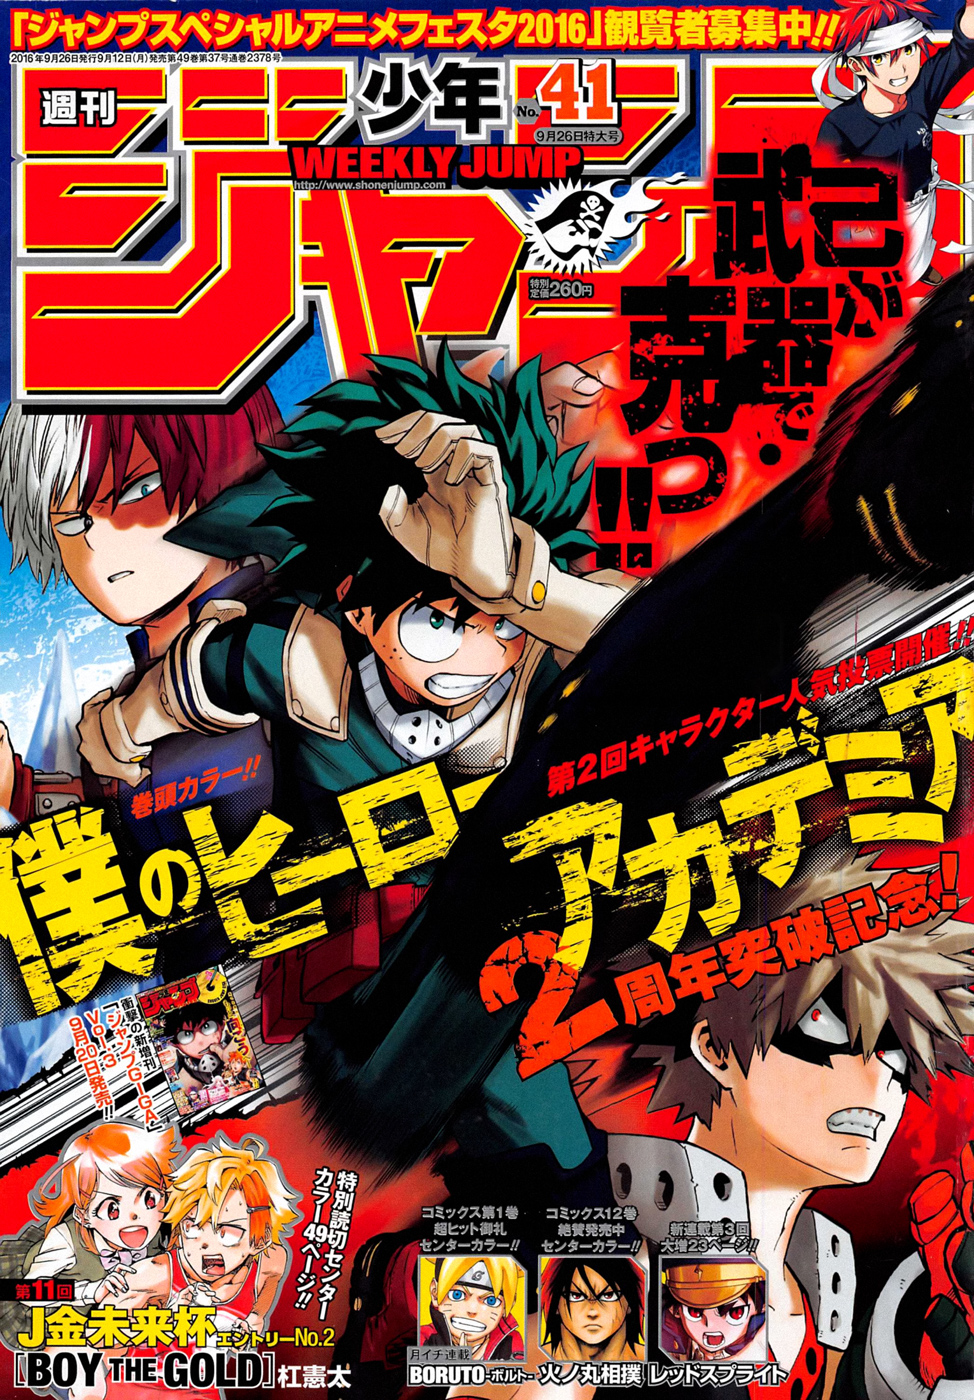 「ジャンプスペシャルアニメフェスタ2016」観覧者募集中!!
2016年9月26日発行9月12日(月)発売第49巻第37号通巻2378号
週刊
少年
ジャンプ
No.41
9月26日特大号
WEEKLY JUMP
http://www.shonenjump.com
特別定価260円
己が
武器で・
克つ!!
第2回キャラクター人気投票開催!!
巻頭カラー!!
僕のヒーローアカデミア
2周年突破記念!
衝撃の新増刊
「ジャンプGIGA」
Vol.3
9月20日発売!!
特別読切センター
カラー49ページ!!
第11回
J金未来杯エントリーNo.2
[BOY THE GOLD]杠憲太
コミックス第1巻
超ヒット御礼
センターカラー!!
月イチ連載
BORUTO-ボルト-
コミックス12巻
絶賛発売中
センターカラー!!
火ノ丸相撲
新連載第3回
大増23ページ!!
レッドスプライト